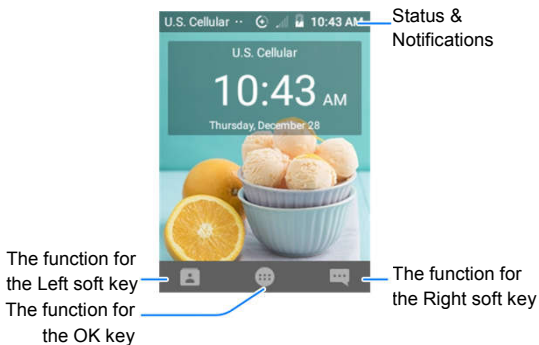 U.S. Cellular ·· 10:43 AM
Status &
Notifications
U.S. Cellular
10:43 AM
Thursday, December 28
The function for
the Left soft key
The function for
the OK key
The function for
the Right soft key